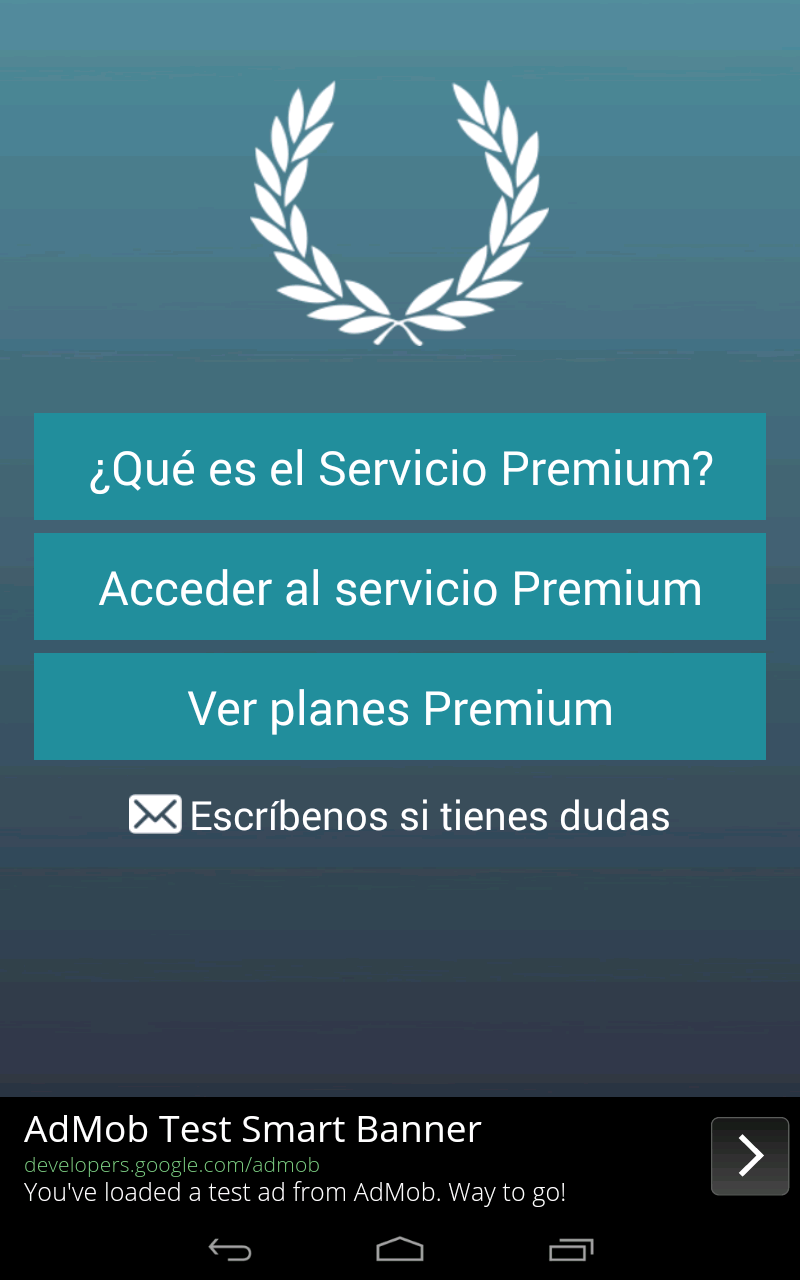 ¿Qué es el Servicio Premium?
Acceder al servicio Premium
Ver planes Premium
Escríbenos si tienes dudas
AdMob Test Smart Banner
developers.google.com/admob
You've loaded a test ad from AdMob. Way to go!